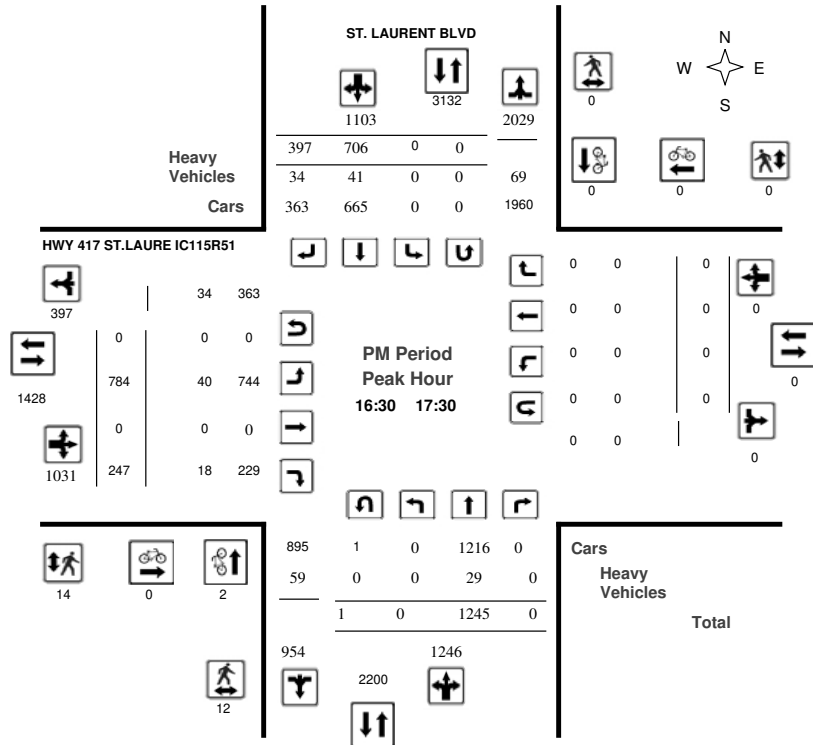 ST. LAURENT BLVD
N
W E
S
3132
0
1103 2029
397 706 0 0
Heavy
Vehicles
34 41 0 0 69
Cars 363 665 0 0 1960
0 0 0
HWY 417 ST.LAURE IC115R51
397
34 363
0 0 0
784 40 744
0 0 0
247 18 229
1428
1031
PM Period
Peak Hour
16:30 17:30
0 0 0
0 0 0
0 0 0
0 0 0
0 0
0
0
0
895 1 0 1216 0
59 0 0 29 0
1 0 1245 0
Cars
Heavy
Vehicles
Total
14 0 2
954 1246
2200
12